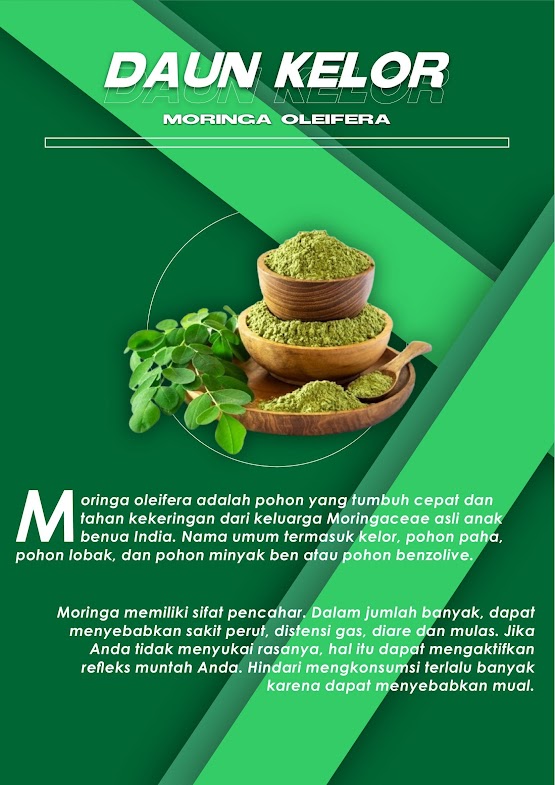 DAUN KELOR
MORINGA OLEIFERA
Moringa oleifera adalah pohon yang tumbuh cepat dan
tahan kekeringan dari keluarga Moringaceae asli anak
benua India. Nama umum termasuk kelor, pohon paha,
pohon lobak, dan pohon minyak ben atau pohon benzolive.
Moringa memiliki sifat pencahar. Dalam jumlah banyak, dapat
menyebabkan sakit perut, distensi gas, diare dan mulas. Jika
Anda tidak menyukai rasanya, hal itu dapat mengaktifkan
refleks muntah Anda. Hindari mengkonsumsi terlalu banyak
karena dapat menyebabkan mual.